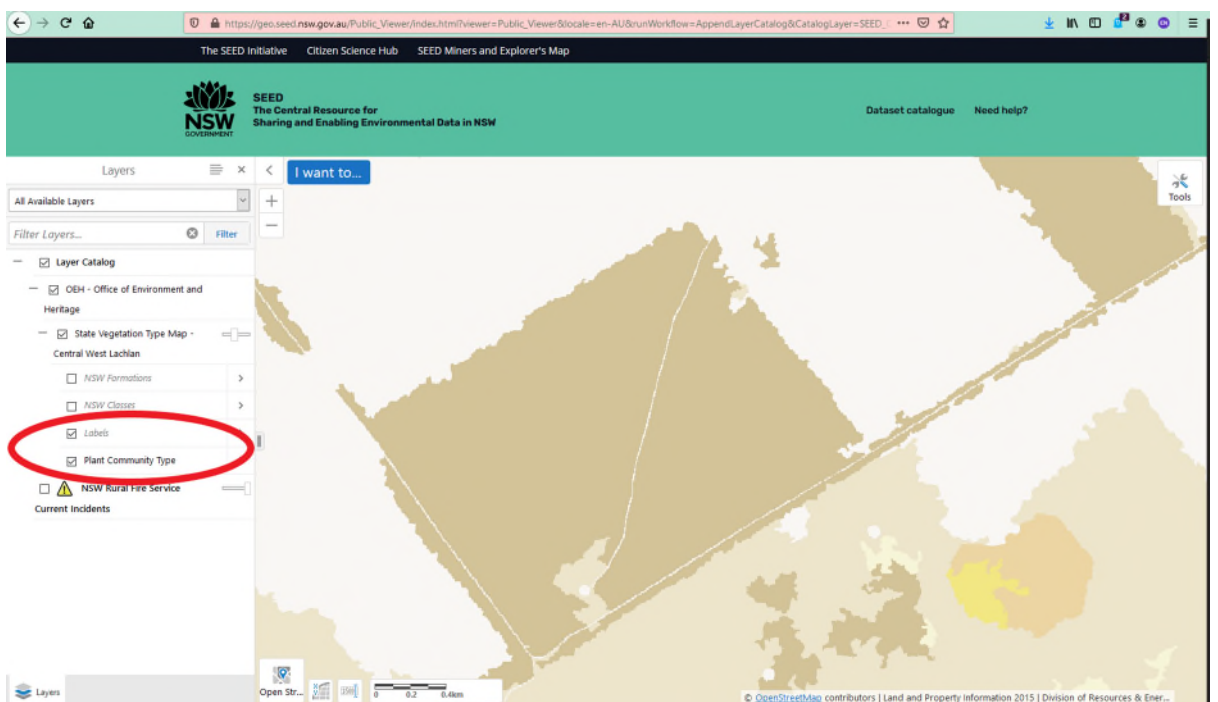 https://geo.seed.nsw.gov.au/Public_Viewer/index.html?viewer=Public_Viewer&locale=en-AU&runWorkflow=AppendLayerCatalog&CatalogLayer=SEED_
2
The SEED Initiative Citizen Science Hub SEED Miners and Explorer's Map
NSW
GOVERNMENT
SEED
The Central Resource for
Sharing and Enabling Environmental Data in NSW
Dataset catalogue Need help?
Layers
I want to...
Tools
All Available Layers
Filter Layers... Filter
Layer Catalog
OEH - Office of Environment and
Heritage
State Vegetation Type Map -
Central West Lachlan
NSW Formations
NSW Classes
Labels
Plant Community Type
NSW Rural Fire Service
Current Incidents
Layers
Open Str...
0 0.2 0.4km
© OpenStreetMap contributors | Land and Property Information 2015 | Division of Resources & Ener...